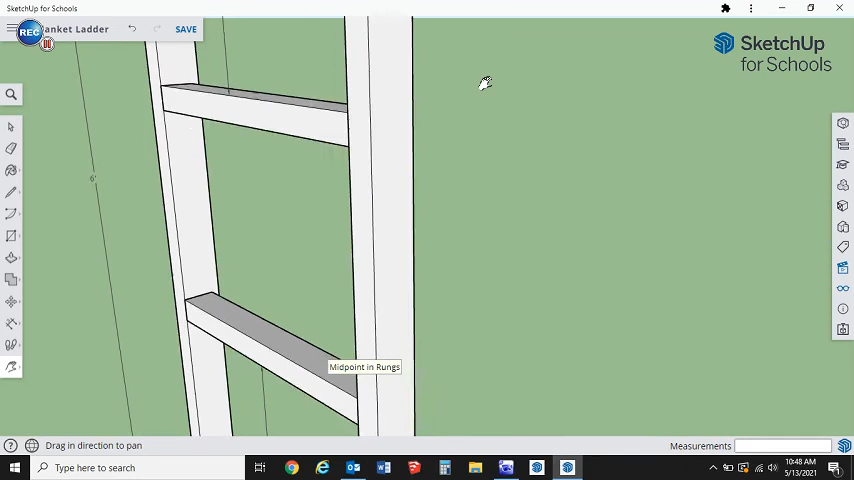 SketchUp for Schools
REC
anket Ladder
SAVE
SketchUp
for Schools
6'
Midpoint in Rungs
Drag in direction to pan
Measurements
Type here to search
10:48 AM
5/13/2021